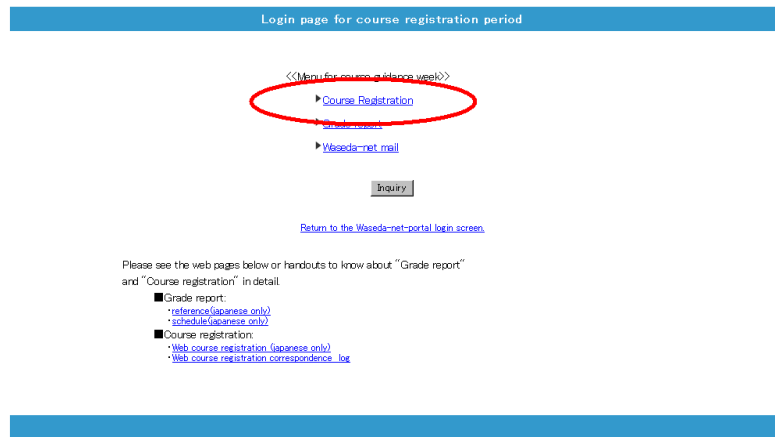 Login page for course registration period
<<Menu for course guidance week>>
▶Course Registration
▶Grade report
▶Waseda-net mail
Inquiry
Return to the Waseda-net-portal login screen.
Please see the web pages below or handouts to know about "Grade report"
and "Course registration" in detail
■Grade report:
・reference(japanese only)
・schedule(japanese only)
■Course registration:
・Web course registration (japanese only)
・Web course registration correspondence log